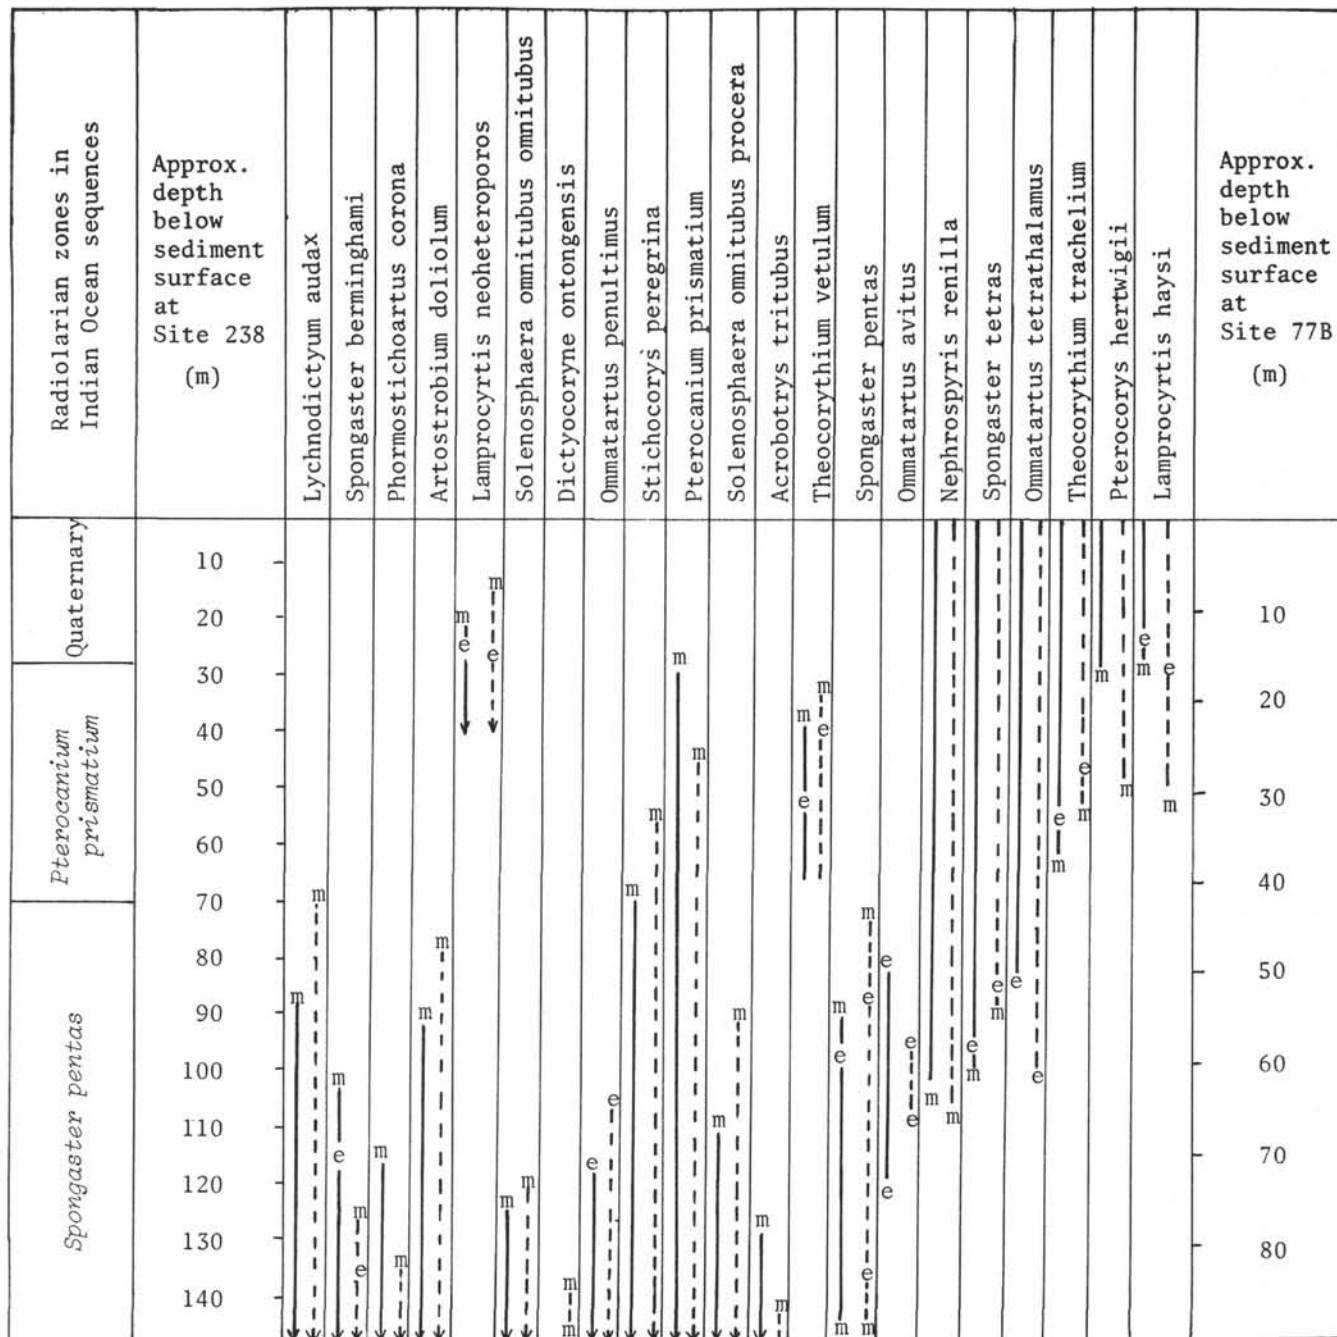 Radiolarian zones in
Indian Ocean sequences
Approx.
depth
below
sediment
surface
at
Site 238
(m)
Lychnodictyum audax
Spongaster berminghami
Phormostichoartus corona
Artostrobium doliolum
Lamprocyrtis neoheteroporos
Solenosphaera omnitubus omnitubus
Dictyocoryne ontongensis
Ommatartus penultimus
Stichocorys peregrina
Pterocanium prismatium
Solenosphaera omnitubus procera
Acrobotrys tritubus
Theocorythium vetulum
Spongaster pentas
Ommatartus avitus
Nephrospyris renilla
Spongaster tetras
Ommatartus tetrathalamus
Theocorythium trachelium
Pterocorys hertwigii
Lamprocyrtis haysi
Approx.
depth
below
sediment
surface
at
Site 77B
(m)
Quaternary
Pterocanium
prismatium
Spongaster pentas
10
20
30
40
50
60
70
80
90
100
110
120
130
140
m
m
m
e
m
e
m
m
m
m
m
e
m
e
m
m
m
m
e
e
m
m
m
m
m
m
m
m
m
e
m
e
m
e
m
m
e
e
m
e
e
e
e
m
m
e
m
e
m
e
e
e
m
e
m
m
m
e
m
e
m
10
20
30
40
50
60
70
80